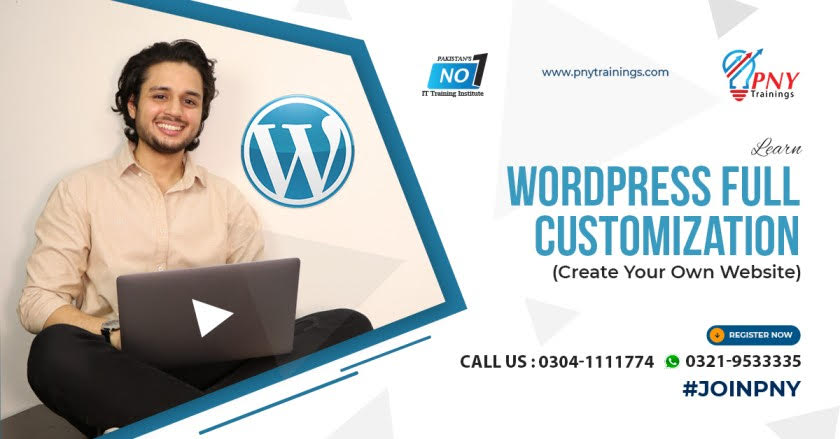 PAKISTAN'S
NO 1
IT Training Institute
www.pnytrainings.com
PNY
Trainings
W
Learn
WORDPRESS FULL
CUSTOMIZATION
(Create Your Own Website)
REGISTER NOW
CALL US : 0304-1111774 0321-9533335
#JOINPNY